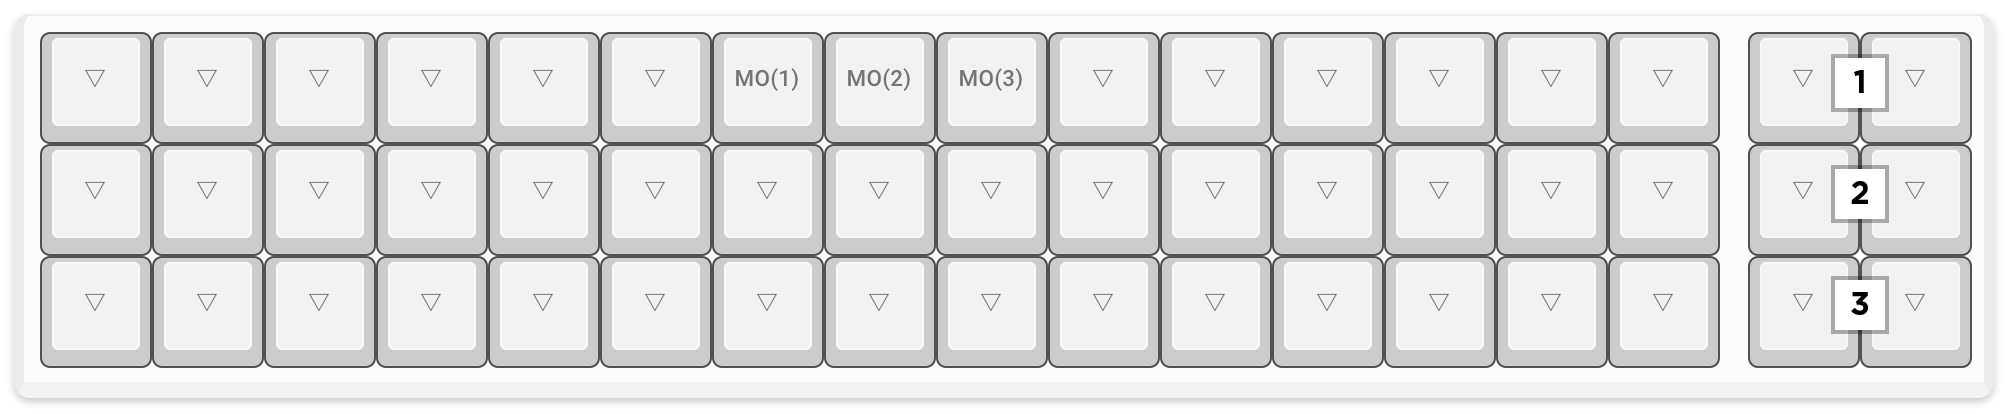 ▽ ▽ ▽ ▽ ▽ ▽ MO(1) MO(2) MO(3) ▽ ▽ ▽ ▽ ▽ ▽ ▽ 1 ▽
▽ ▽ ▽ ▽ ▽ ▽ ▽ ▽ ▽ ▽ ▽ ▽ ▽ ▽ ▽ ▽ 2 ▽
▽ ▽ ▽ ▽ ▽ ▽ ▽ ▽ ▽ ▽ ▽ ▽ ▽ ▽ ▽ ▽ 3 ▽